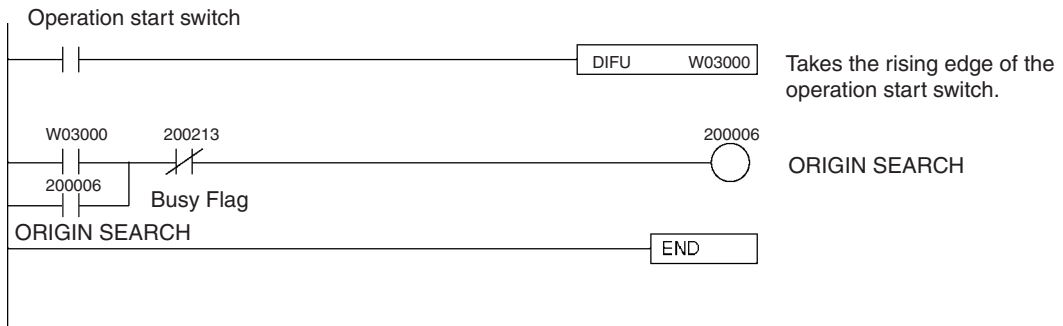 Operation start switch
DIFU W03000
Takes the rising edge of the
operation start switch.
W03000 200213 200006
ORIGIN SEARCH
200006
Busy Flag
ORIGIN SEARCH
END